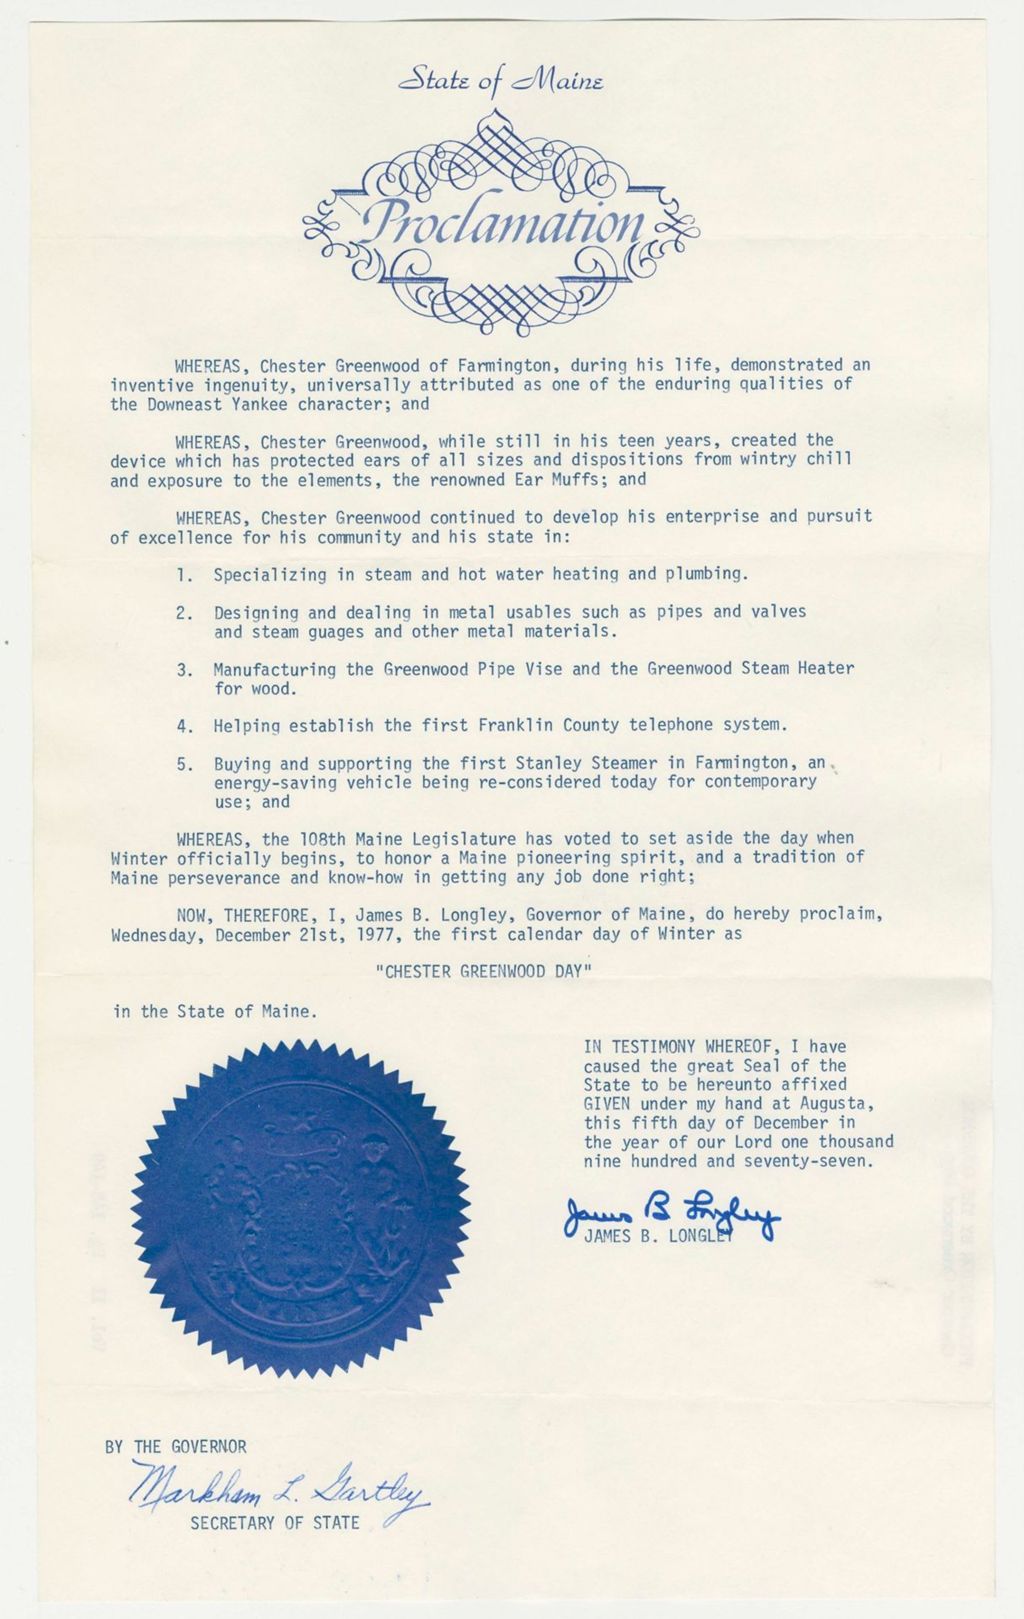 State of Maine
Proclamation
WHEREAS, Chester Greenwood of Farmington, during his life, demonstrated an
inventive ingenuity, universally attributed as one of the enduring qualities of
the Downeast Yankee character; and
WHEREAS, Chester Greenwood, while still in his teen years, created the
device which has protected ears of all sizes and dispositions from wintry chill
and exposure to the elements, the renowned Ear Muffs; and
WHEREAS, Chester Greenwood continued to develop his enterprise and pursuit
of excellence for his community and his state in:
1. Specializing in steam and hot water heating and plumbing.
2. Designing and dealing in metal usables such as pipes and valves
and steam guages and other metal materials.
3. Manufacturing the Greenwood Pipe Vise and the Greenwood Steam Heater
for wood.
4. Helping establish the first Franklin County telephone system.
5. Buying and supporting the first Stanley Steamer in Farmington, an
energy-saving vehicle being re-considered today for contemporary
use; and
WHEREAS, the 108th Maine Legislature has voted to set aside the day when
Winter officially begins, to honor a Maine pioneering spirit, and a tradition of
Maine perseverance and know-how in getting any job done right;
NOW, THEREFORE, I, James B. Longley, Governor of Maine, do hereby proclaim,
Wednesday, December 21st, 1977, the first calendar day of Winter as
"CHESTER GREENWOOD DAY"
in the State of Maine.
IN TESTIMONY WHEREOF, I have
caused the great Seal of the
State to be hereunto affixed
GIVEN under my hand at Augusta,
this fifth day of December in
the year of our Lord one thousand
nine hundred and seventy-seven.
James B Longley
JAMES B. LONGLEY
BY THE GOVERNOR
Markham L. Gartley
SECRETARY OF STATE